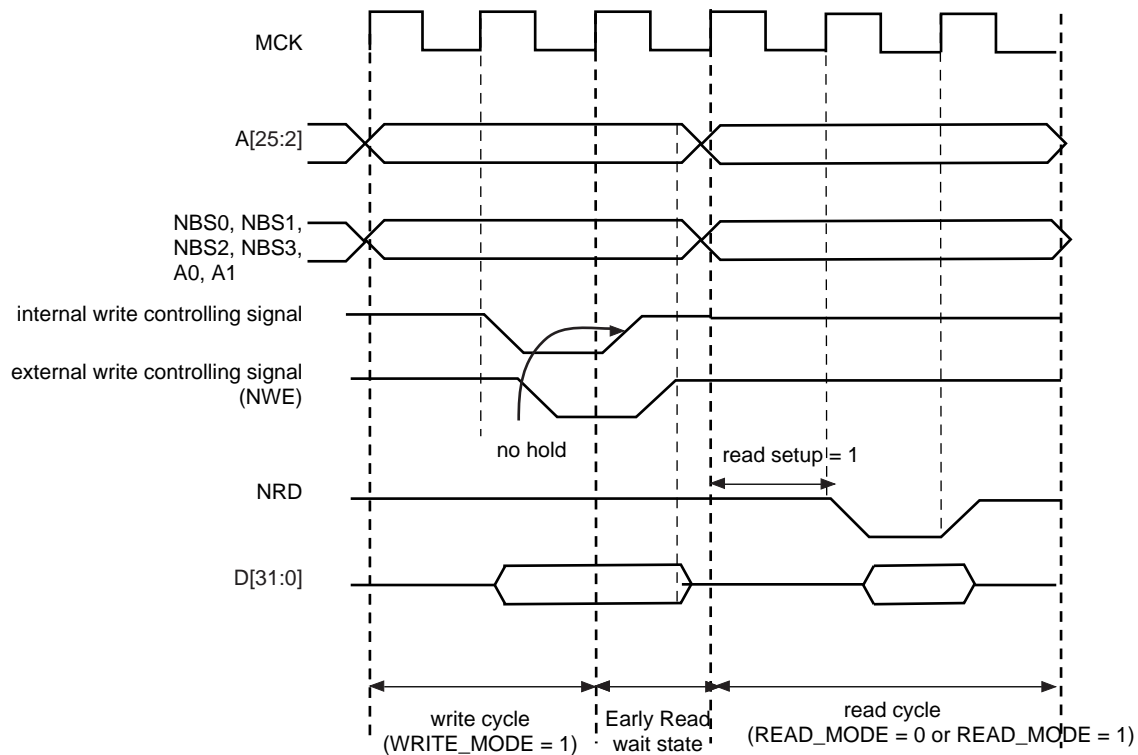 MCK
A[25:2]
NBS0, NBS1,
NBS2, NBS3,
A0, A1
internal write controlling signal
external write controlling signal
(NWE)
no hold
read setup = 1
NRD
D[31:0]
write cycle
(WRITE_MODE = 1)
Early Read
wait state
read cycle
(READ_MODE = 0 or READ_MODE = 1)